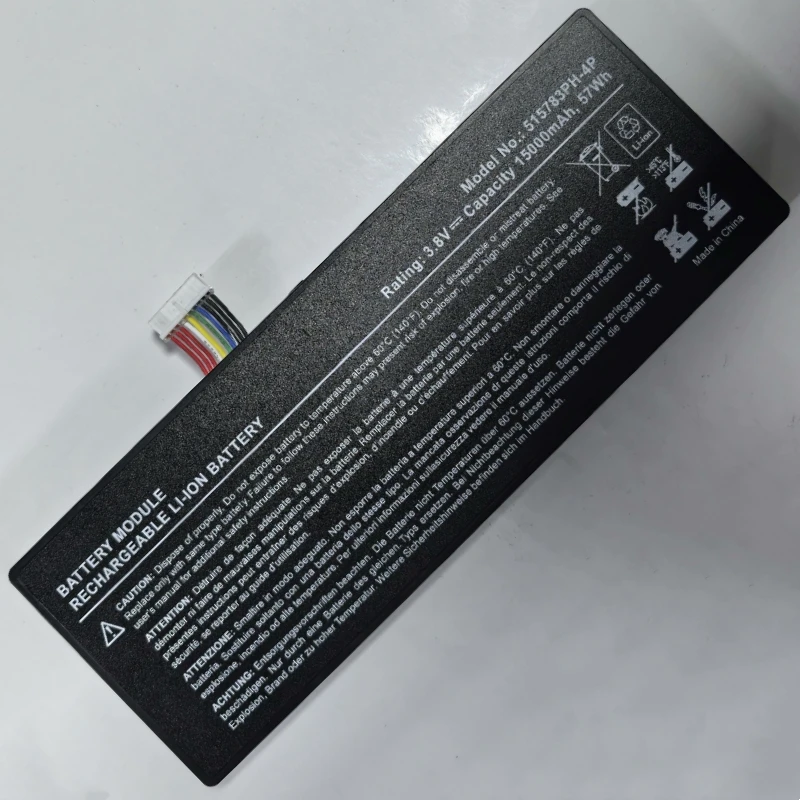 BATTERY MODULE
RECHARGEABLE LI-ION BATTERY
Model No.: 515783PH-4P
Rating: 3.8V ⎓ Capacity 15000mAh, 57Wh
Li-ion
Made in China
CAUTION: Dispose of properly. Do not expose battery to temperature above 60°C (140°F). Do not disassemble or mistreat battery.
Replace only with same type battery. Failure to follow these instructions may present risk of explosion, fire or high temperatures. See
user's manual for additional safety instructions.
ATTENTION: Détruire de façon adéquate. Ne pas exposer la batterie à une température supérieure à 60°C (140°F). Ne pas
démonter ni faire de mauvaises manipulations sur la batterie. Remplacer la batterie par une batterie seulement. Le non-respect des
présentes instructions peut entraîner des risques d'explosion, d'incendie ou d'échauffement. Pour en savoir plus sur les règles de
sécurité, se reporter au guide d'utilisation.
ATTENZIONE: Smaltire in modo adeguato. Non esporre la batteria a temperature superiori a 60°C. Non smontare o danneggiare la
batteria. Sostituire soltanto con una batteria dello stesso tipo. La mancata osservazione di queste istruzioni comporta il rischio di
esplosione, incendio od alte temperature. Per ulteriori informazioni sullasicurezza vedere il manuale d'uso.
ACHTUNG: Entsorgungsvorschriften beachten. Die Batterie nicht Temperaturen über 60°C aussetzen. Batterie nicht zerlegen oder
beschädigen. Nur durch eine Batterie des gleichen Typs ersetzen. Bei Nichtbeachtung dieser Hinweise besteht die Gefahr von
Explosion, Brand oder zu hoher Temperatur Weitere Sicherheitshinweise befinden sich im Handbuch.